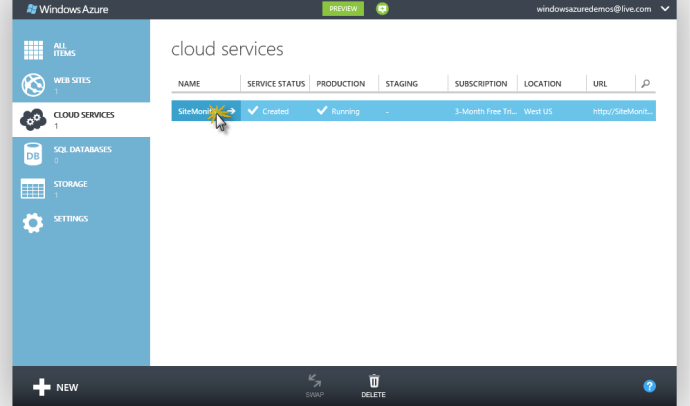 Windows Azure
PREVIEW
windowsazuredemos@live.com
ALL
ITEMS
WEB SITES
1
CLOUD SERVICES
1
DB
SQL DATABASES
0
STORAGE
1
SETTINGS
cloud services
NAME SERVICE STATUS PRODUCTION STAGING SUBSCRIPTION LOCATION URL
SiteMoni Created Running - 3-Month Free Tri... West US http://SiteMonit...
NEW
SWAP
DELETE
?